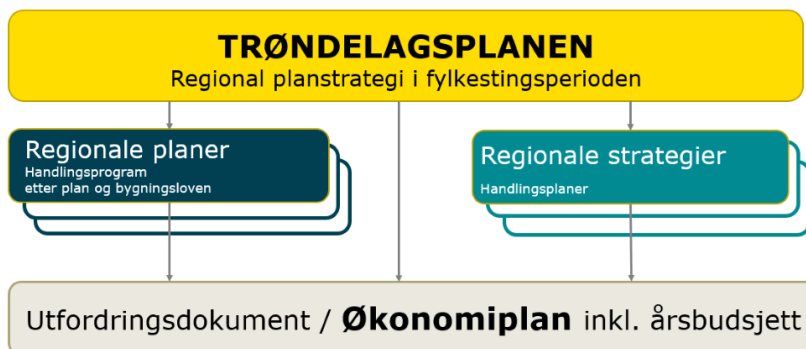 TRØNDELAGSPLANEN
Regional planstrategi i fylkestingsperioden
Regionale planer
Handlingsprogram
etter plan og bygningsloven
Regionale strategier
Handlingsplaner
Utfordringsdokument / Økonomiplan inkl. årsbudsjett